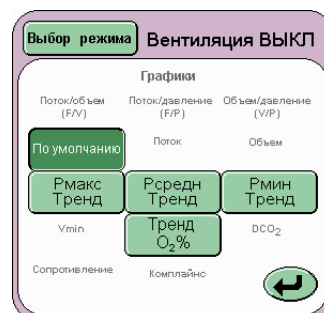 Выбор режима Вентиляция ВЫКЛ
Графики
Поток/объем Поток/давление Объем/давление
(F/V) (F/P) (V/P)
По умолчанию Поток Объем
Pмакс Pсредн Pмин
Тренд Тренд Тренд
Vmin Тренд DCO2
O2%
Сопротивление Комплайнс